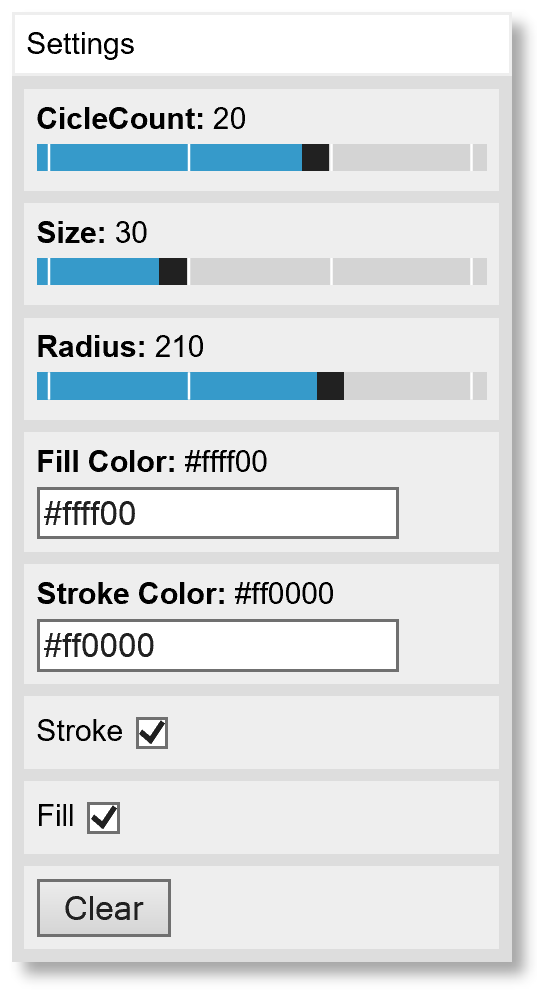 Settings
CicleCount: 20
Size: 30
Radius: 210
Fill Color: #ffff00
#ffff00
Stroke Color: #ff0000
#ff0000
Stroke
Fill
Clear